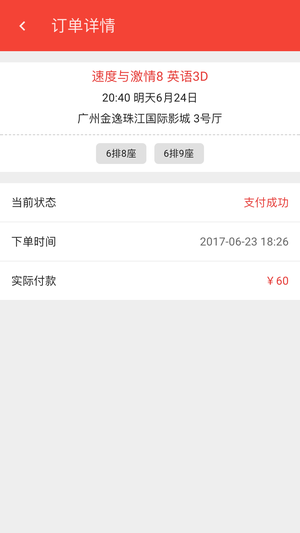 订单详情
速度与激情8 英语3D
20:40 明天6月24日
广州金逸珠江国际影城 3号厅
6排8座 6排9座
当前状态 支付成功
下单时间 2017-06-23 18:26
实际付款 ￥60